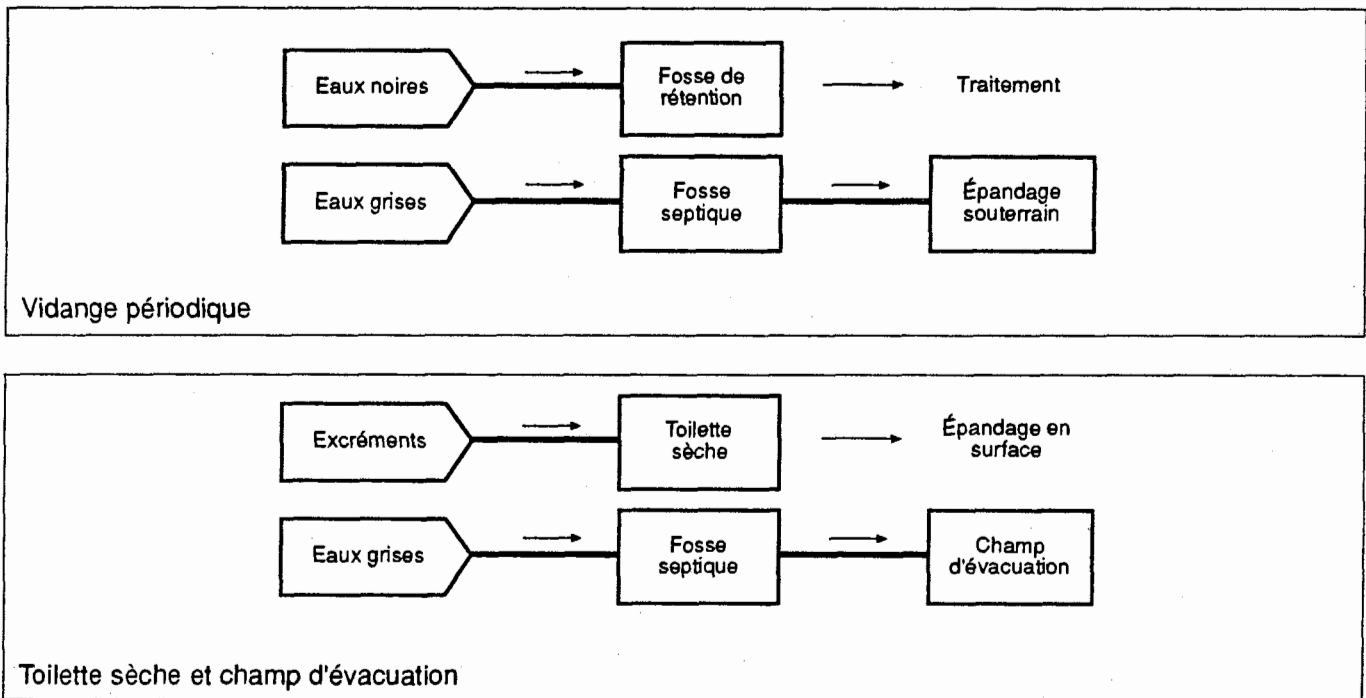 Eaux noires
Fosse de
rétention
Traitement
Eaux grises
Fosse
septique
Épandage
souterrain
Vidange périodique
Excréments
Toilette
sèche
Épandage en
surface
Eaux grises
Fosse
septique
Champ
d'évacuation
Toilette sèche et champ d'évacuation